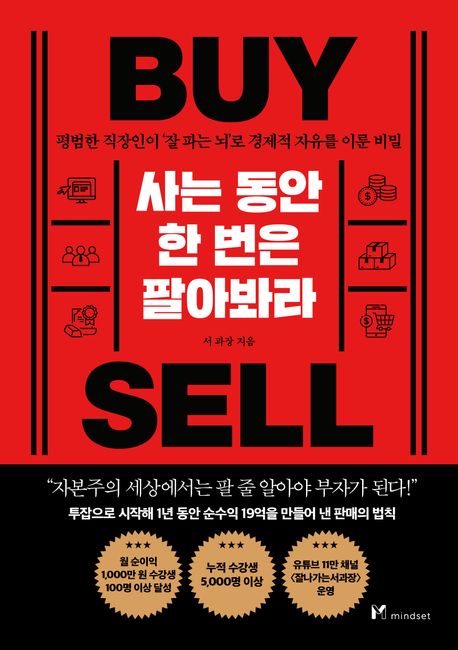 BUY
평범한 직장인이 ‘잘 파는 뇌’로 경제적 자유를 이룬 비밀
사는 동안
한 번은
팔아봐라
서 과장 지음
SELL
“자본주의 세상에서는 팔 줄 알아야 부자가 된다!”
투잡으로 시작해 1년 동안 순수익 19억을 만들어 낸 판매의 법칙
★★★
월 순이익
1,000만 원 수강생
100명 이상 달성
★★★
누적 수강생
5,000명 이상
★★★
유튜브 11만 채널
〈잘나가는서과장〉
운영
mindset